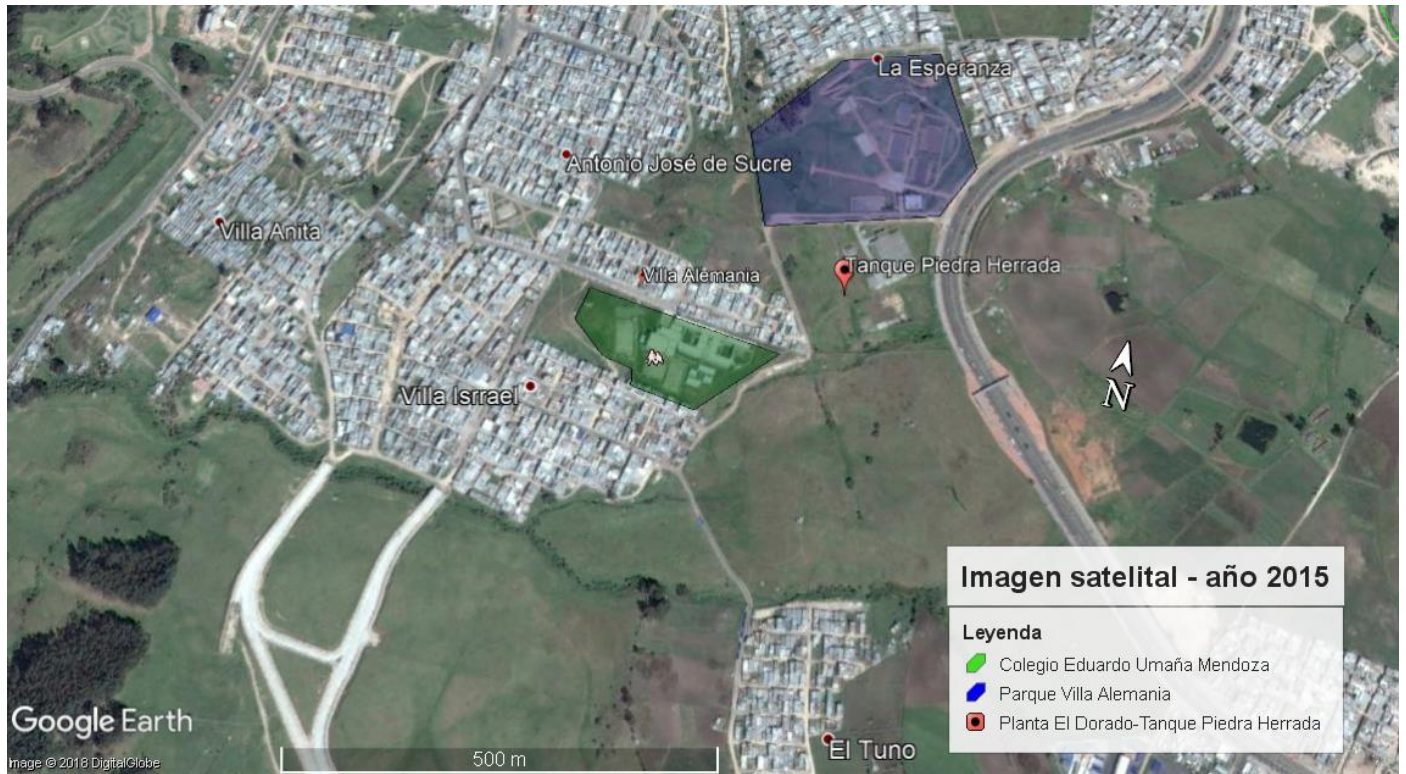 La Esperanza
Antonio José de Sucre
Villa Anita
Villa Alemania
Tanque Piedra Herrada
Villa Isrrael
N
Imagen satelital - año 2015
Leyenda
Colegio Eduardo Umaña Mendoza
Parque Villa Alemania
Planta El Dorado-Tanque Piedra Herrada
El Tuno
Google Earth
500 m
Image © 2018 DigitalGlobe